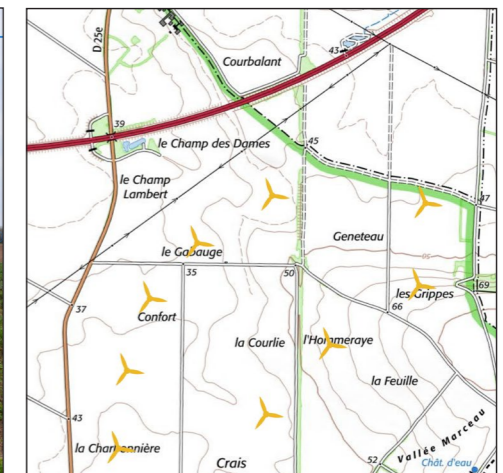 D 25e
Courbalant
43
39
le Champ des Dames
45
le Champ
Lambert
47
Geneteau
le Gabauge
35
50
69
les Grippes
66
37
Confort
la Courlie
l'Hommeraye
la Feuille
43
la Charbonnière
Vallée Marceau
Crais
52
Chât. d'eau